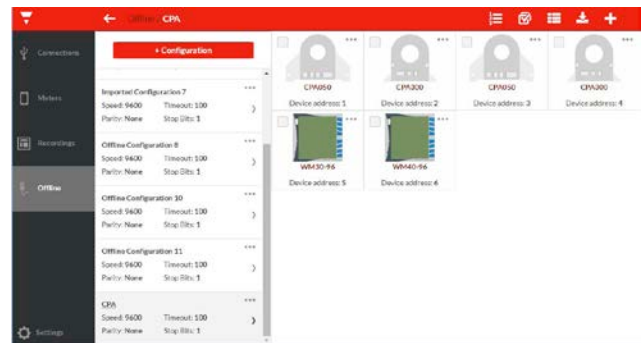 Offline / CPA
+ Configuration
Connections
Meters
Recordings
Offline
Settings
Imported Configuration 7
Speed: 9600 Timeout: 100
Parity: None Stop Bits: 1
Offline Configuration 8
Speed: 9600 Timeout: 100
Parity: None Stop Bits: 1
Offline Configuration 10
Speed: 9600 Timeout: 100
Parity: None Stop Bits: 1
Offline Configuration 11
Speed: 9600 Timeout: 100
Parity: None Stop Bits: 1
CPA
Speed: 9600 Timeout: 100
Parity: None Stop Bits: 1
CPA050
Device address: 1
CPA300
Device address: 2
CPA050
Device address: 3
CPA300
Device address: 4
WM30-96
Device address: 5
WM40-96
Device address: 6